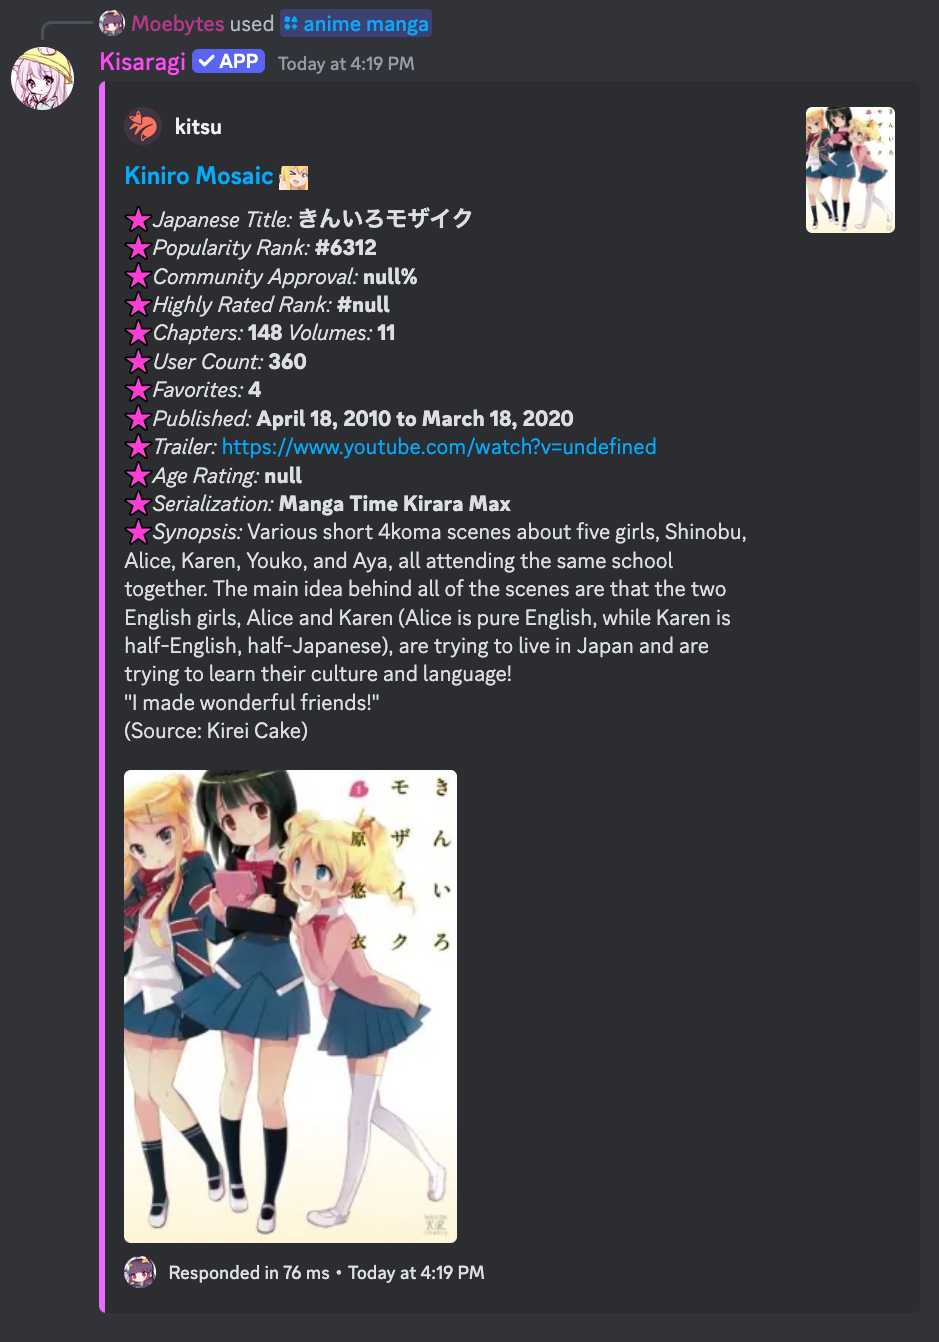 Moebytes used anime manga
Kisaragi APP Today at 4:19 PM
kitsu
Kiniro Mosaic
Japanese Title: きんいろモザイク
Popularity Rank: #6312
Community Approval: null%
Highly Rated Rank: #null
Chapters: 148 Volumes: 11
User Count: 360
Favorites: 4
Published: April 18, 2010 to March 18, 2020
Trailer: https://www.youtube.com/watch?v=undefined
Age Rating: null
Serialization: Manga Time Kirara Max
Synopsis: Various short 4koma scenes about five girls, Shinobu,
Alice, Karen, Youko, and Aya, all attending the same school
together. The main idea behind all of the scenes are that the two
English girls, Alice and Karen (Alice is pure English, while Karen is
half-English, half-Japanese), are trying to live in Japan and are
trying to learn their culture and language!
"I made wonderful friends!"
(Source: Kirei Cake)
きんいろ
モザイク
1
原悠衣
Responded in 76 ms • Today at 4:19 PM